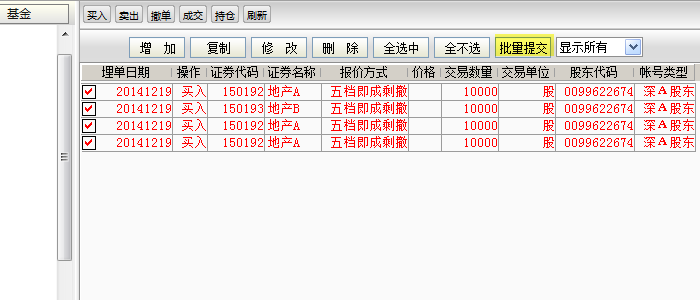 基金
买入 卖出 撤单 成交 持仓 刷新
增 加 复制 修 改 删 除 全选中 全不选 批量提交 显示所有
埋单日期 操作 证券代码 证券名称 报价方式 价格 交易数量 交易单位 股东代码 帐号类型
20141219 买入 150192 地产A 五档即成剩撤 10000 股 0099622674 深A股东
20141219 买入 150193 地产B 五档即成剩撤 10000 股 0099622674 深A股东
20141219 买入 150192 地产A 五档即成剩撤 10000 股 0099622674 深A股东
20141219 买入 150192 地产A 五档即成剩撤 10000 股 0099622674 深A股东